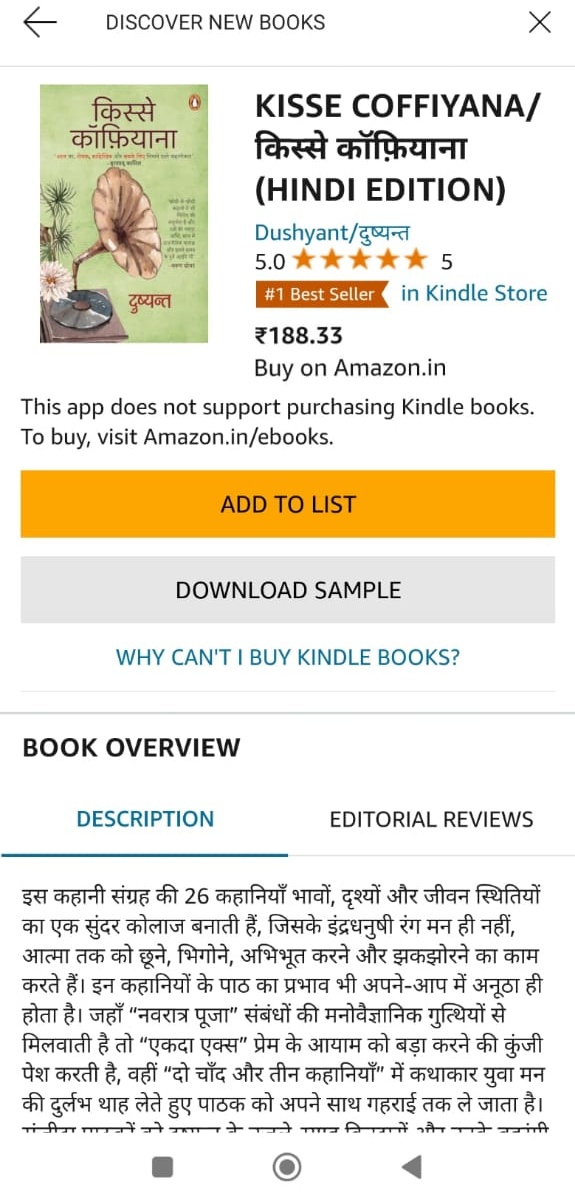 DISCOVER NEW BOOKS
किस्से
कॉफ़ियाना
दुष्यन्त
KISSE COFFIYANA/
किस्से कॉफ़ियाना
(HINDI EDITION)
Dushyant/दुष्यन्त
5.0 ★★★★★ 5
#1 Best Seller in Kindle Store
₹188.33
Buy on Amazon.in
This app does not support purchasing Kindle books.
To buy, visit Amazon.in/ebooks.
ADD TO LIST
DOWNLOAD SAMPLE
WHY CAN'T I BUY KINDLE BOOKS?
BOOK OVERVIEW
DESCRIPTION EDITORIAL REVIEWS
इस कहानी संग्रह की 26 कहानियाँ भावों, दृश्यों और जीवन स्थितियों
का एक सुंदर कोलाज बनाती हैं, जिसके इंद्रधनुषी रंग मन ही नहीं,
आत्मा तक को छूने, भिगोने, अभिभूत करने और झकझोरने का काम
करते हैं। इन कहानियों के पाठ का प्रभाव भी अपने-आप में अनूठा ही
होता है। जहाँ “नवरात्र पूजा” संबंधों की मनोवैज्ञानिक गुत्थियों से
मिलवाती है तो “एकदा एक्स” प्रेम के आयाम को बड़ा करने की कुंजी
पेश करती है, वहीं “दो चाँद और तीन कहानियाँ” में कथाकार युवा मन
की दुर्लभ थाह लेते हुए पाठक को अपने साथ गहराई तक ले जाता है।